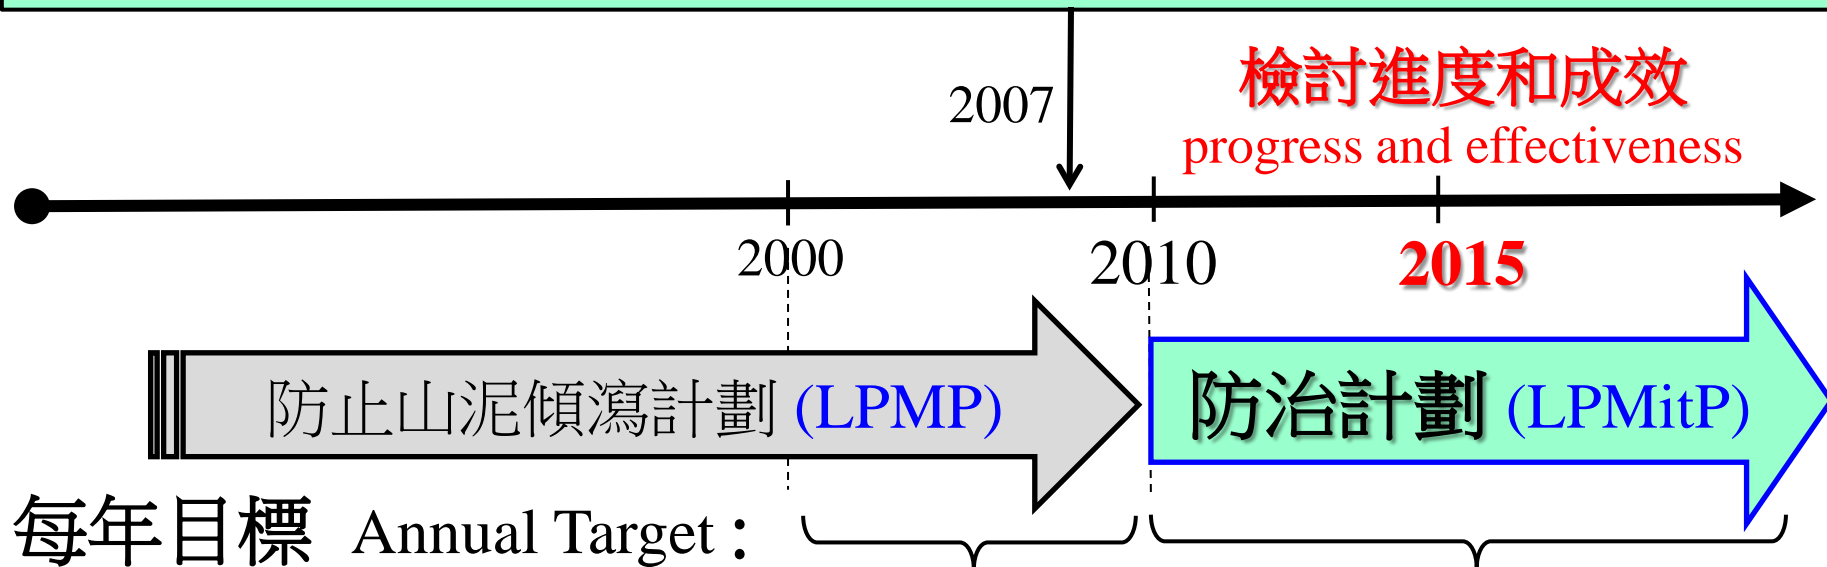 2007
檢討進度和成效
progress and effectiveness
2000
2010
2015
防止山泥傾瀉計劃 (LPMP)
防治計劃 (LPMitP)
每年目標 Annual Target :